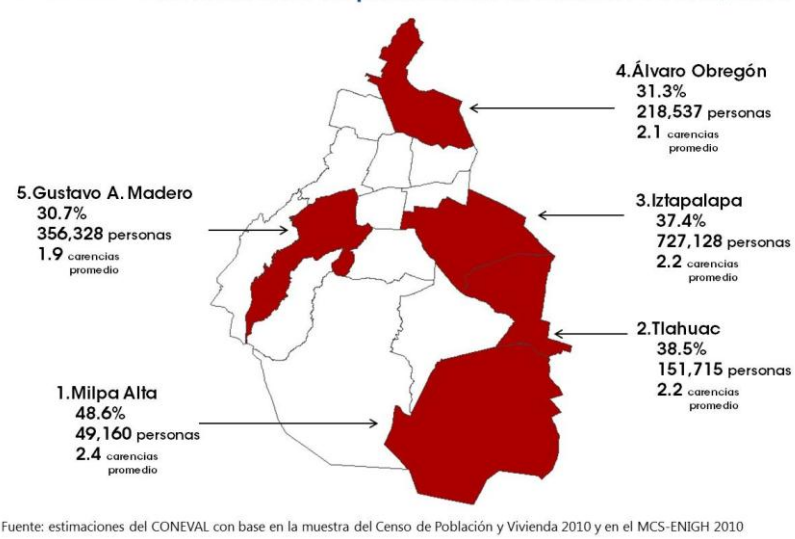 4.Álvaro Obregón
31.3%
218,537 personas
2.1 carencias
promedio
5.Gustavo A. Madero
30.7%
356,328 personas
1.9 carencias
promedio
3.Iztapalapa
37.4%
727,128 personas
2.2 carencias
promedio
2.Tlahuac
38.5%
151,715 personas
2.2 carencias
promedio
1.Milpa Alta
48.6%
49,160 personas
2.4 carencias
promedio
Fuente: estimaciones del CONEVAL con base en la muestra del Censo de Población y Vivienda 2010 y en el MCS-ENIGH 2010